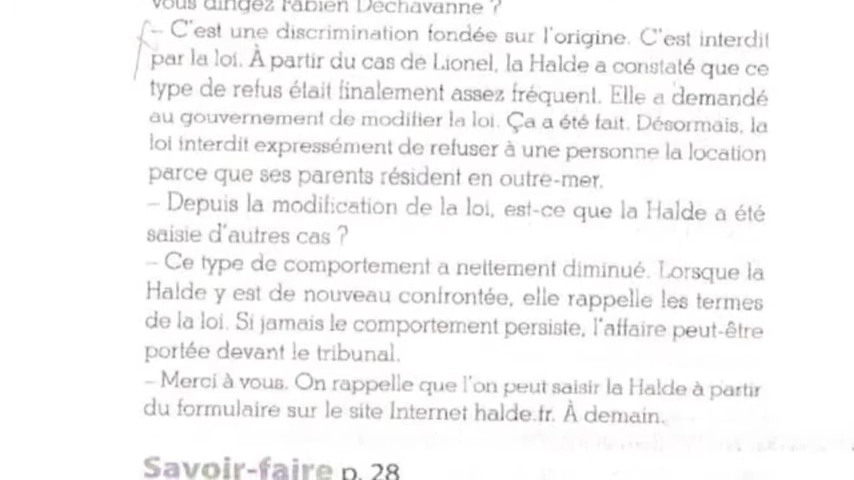 vous dirigez Fabien Dechavanne ?
– C'est une discrimination fondée sur l'origine. C"est interdit
par la loi. À partir du cas de Lionel, la Halde a constaté que ce
type de refus était finalement assez fréquent. Elle a demandé
au gouvernement de modifier la loi. Ça a été fait. Désormais, la
loi interdit expressément de refuser à une personne la location
parce que ses parents résident en outre-mer.
– Depuis la modification de la loi, est-ce que la Halde a été
saisie d'autres cas ?
– Ce type de comportement a nettement diminué. Lorsque la
Halde y est de nouveau confrontée, elle rappelle les termes
de la loi. Si jamais le comportement persiste, l'affaire peut-être
portée devant le tribunal.
– Merci à vous. On rappelle que l'on peut saisir la Halde à partir
du formulaire sur le site Internet halde.fr. À demain.
Savoir-faire p. 28